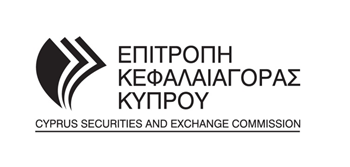 ΕΠΙΤΡΟΠΗ
ΚΕΦΑΛΑΙΑΓΟΡΑΣ
ΚΥΠΡΟΥ
CYPRUS SECURITIES AND EXCHANGE COMMISSION